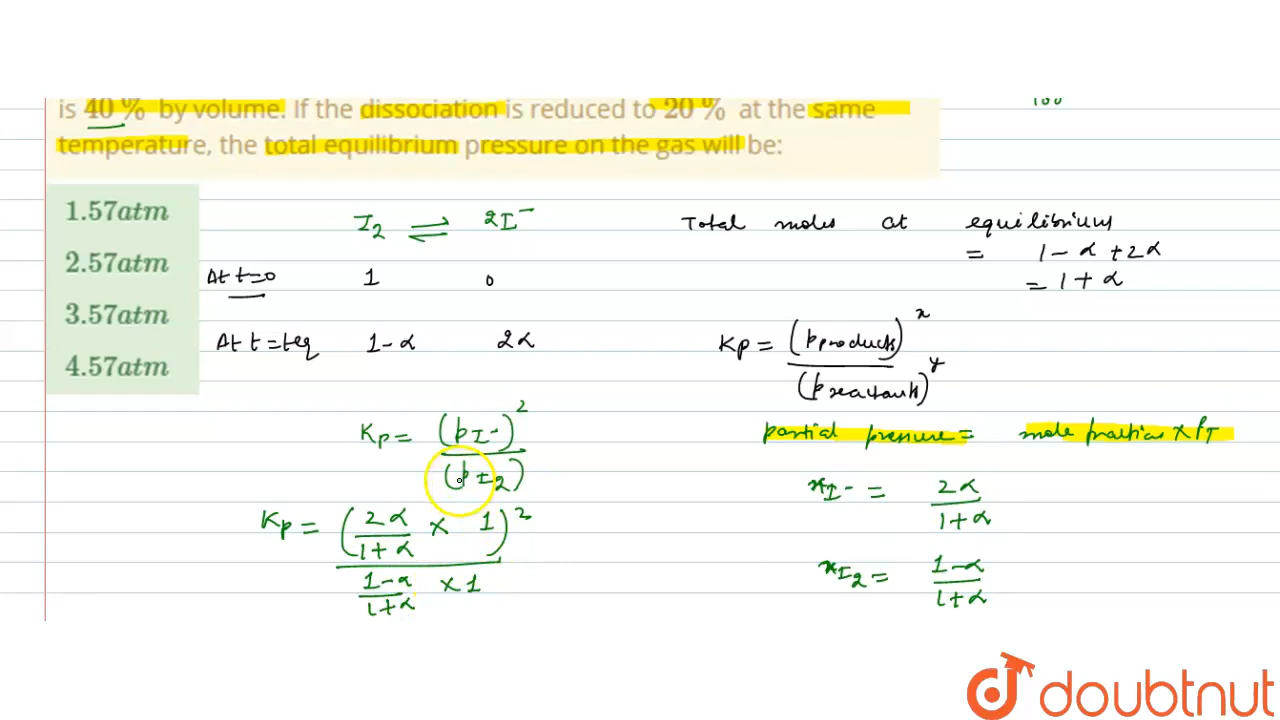 is 40 % by volume. If the dissociation is reduced to 20 % at the same
temperature, the total equilibrium pressure on the gas will be:
1.57atm
2.57atm
3.57atm
4.57atm
I2 ⇌ 2I⁻
At t=0 1 0
At t=teq 1-α 2α
Kp = (pI⁻)² / (pI2)
Kp = (2α/1+α × 1)² / 1-α/1+α × 1
100
Total moles at equilibrium
= 1-α+2α
= 1+α
Kp = (pproducts)^x / (preactants)^y
partial pressure = mole fraction × PT
xI⁻ = 2α/1+α
xI2 = 1-α/1+α
doubtnut